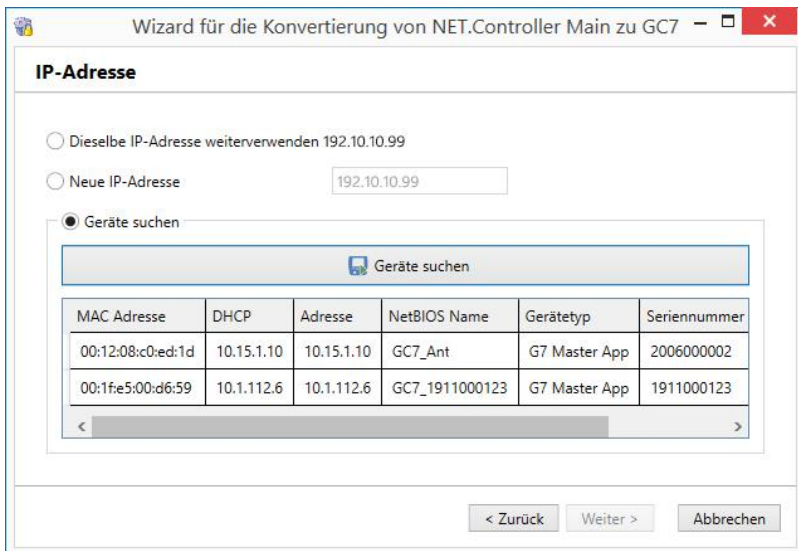 Wizard für die Konvertierung von NET.Controller Main zu GC7
IP-Adresse
Dieselbe IP-Adresse weiterverwenden 192.10.10.99
Neue IP-Adresse 192.10.10.99
Geräte suchen
Geräte suchen
MAC Adresse DHCP Adresse NetBIOS Name Gerätetyp Seriennummer
00:12:08:c0:ed:1d 10.15.1.10 10.15.1.10 GC7_Ant G7 Master App 2006000002
00:1f:e5:00:d6:59 10.1.112.6 10.1.112.6 GC7_1911000123 G7 Master App 1911000123
< Zurück Weiter > Abbrechen